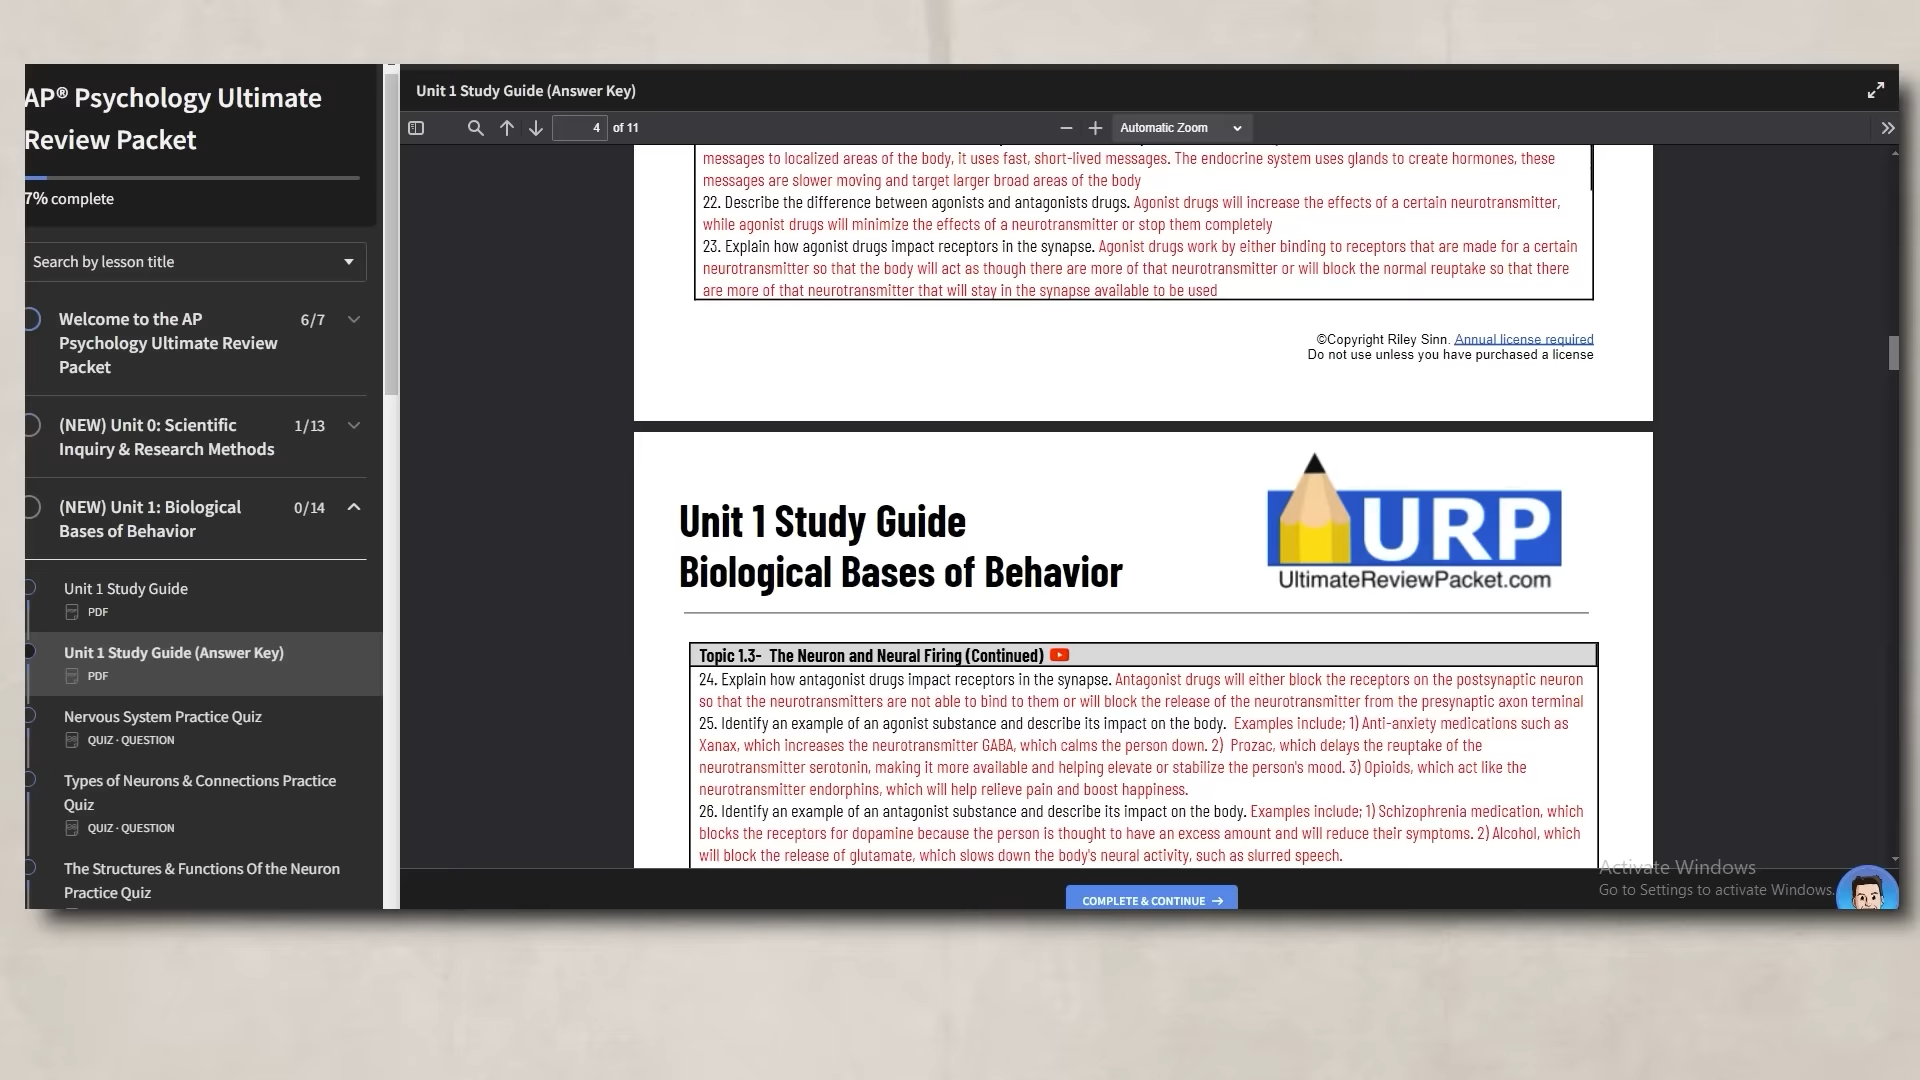 AP® Psychology Ultimate
Review Packet
7% complete
Search by lesson title
Welcome to the AP
Psychology Ultimate Review
Packet
6/7
(NEW) Unit 0: Scientific
Inquiry & Research Methods
1/13
(NEW) Unit 1: Biological
Bases of Behavior
0/14
Unit 1 Study Guide
PDF
Unit 1 Study Guide (Answer Key)
PDF
Nervous System Practice Quiz
QUIZ · QUESTION
Types of Neurons & Connections Practice
Quiz
QUIZ · QUESTION
The Structures & Functions Of the Neuron
Practice Quiz
Unit 1 Study Guide (Answer Key)
4 of 11
Automatic Zoom
messages to localized areas of the body, it uses fast, short-lived messages. The endocrine system uses glands to create hormones, these
messages are slower moving and target larger broad areas of the body
22. Describe the difference between agonists and antagonists drugs. Agonist drugs will increase the effects of a certain neurotransmitter,
while agonist drugs will minimize the effects of a neurotransmitter or stop them completely
23. Explain how agonist drugs impact receptors in the synapse. Agonist drugs work by either binding to receptors that are made for a certain
neurotransmitter so that the body will act as though there are more of that neurotransmitter or will block the normal reuptake so that there
are more of that neurotransmitter that will stay in the synapse available to be used
©Copyright Riley Sinn. Annual license required
Do not use unless you have purchased a license
Unit 1 Study Guide
Biological Bases of Behavior
URP
UltimateReviewPacket.com
Topic 1.3- The Neuron and Neural Firing (Continued)
24. Explain how antagonist drugs impact receptors in the synapse. Antagonist drugs will either block the receptors on the postsynaptic neuron
so that the neurotransmitters are not able to bind to them or will block the release of the neurotransmitter from the presynaptic axon terminal
25. Identify an example of an agonist substance and describe its impact on the body. Examples include; 1) Anti-anxiety medications such as
Xanax, which increases the neurotransmitter GABA, which calms the person down. 2) Prozac, which delays the reuptake of the
neurotransmitter serotonin, making it more available and helping elevate or stabilize the person's mood. 3) Opioids, which act like the
neurotransmitter endorphins, which will help relieve pain and boost happiness.
26. Identify an example of an antagonist substance and describe its impact on the body. Examples include; 1) Schizophrenia medication, which
blocks the receptors for dopamine because the person is thought to have an excess amount and will reduce their symptoms. 2) Alcohol, which
will block the release of glutamate, which slows down the body's neural activity, such as slurred speech.
Activate Windows
Go to Settings to activate Windows.
COMPLETE & CONTINUE →